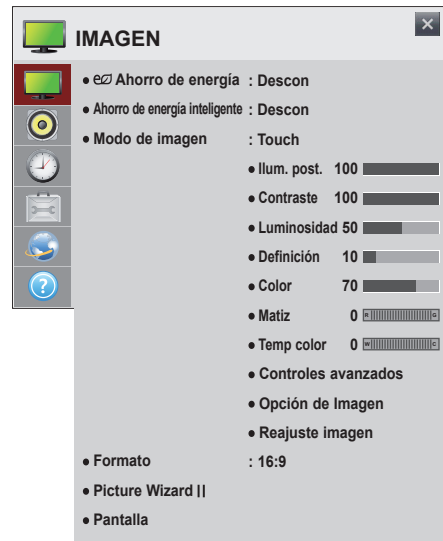 IMAGEN
• Ahorro de energía : Descon
• Ahorro de energía inteligente : Descon
• Modo de imagen : Touch
• Ilum. post. 100
• Contraste 100
• Luminosidad 50
• Definición 10
• Color 70
• Matiz 0 R G
• Temp color 0 W C
• Controles avanzados
• Opción de Imagen
• Reajuste imagen
• Formato : 16:9
• Picture Wizard II
• Pantalla